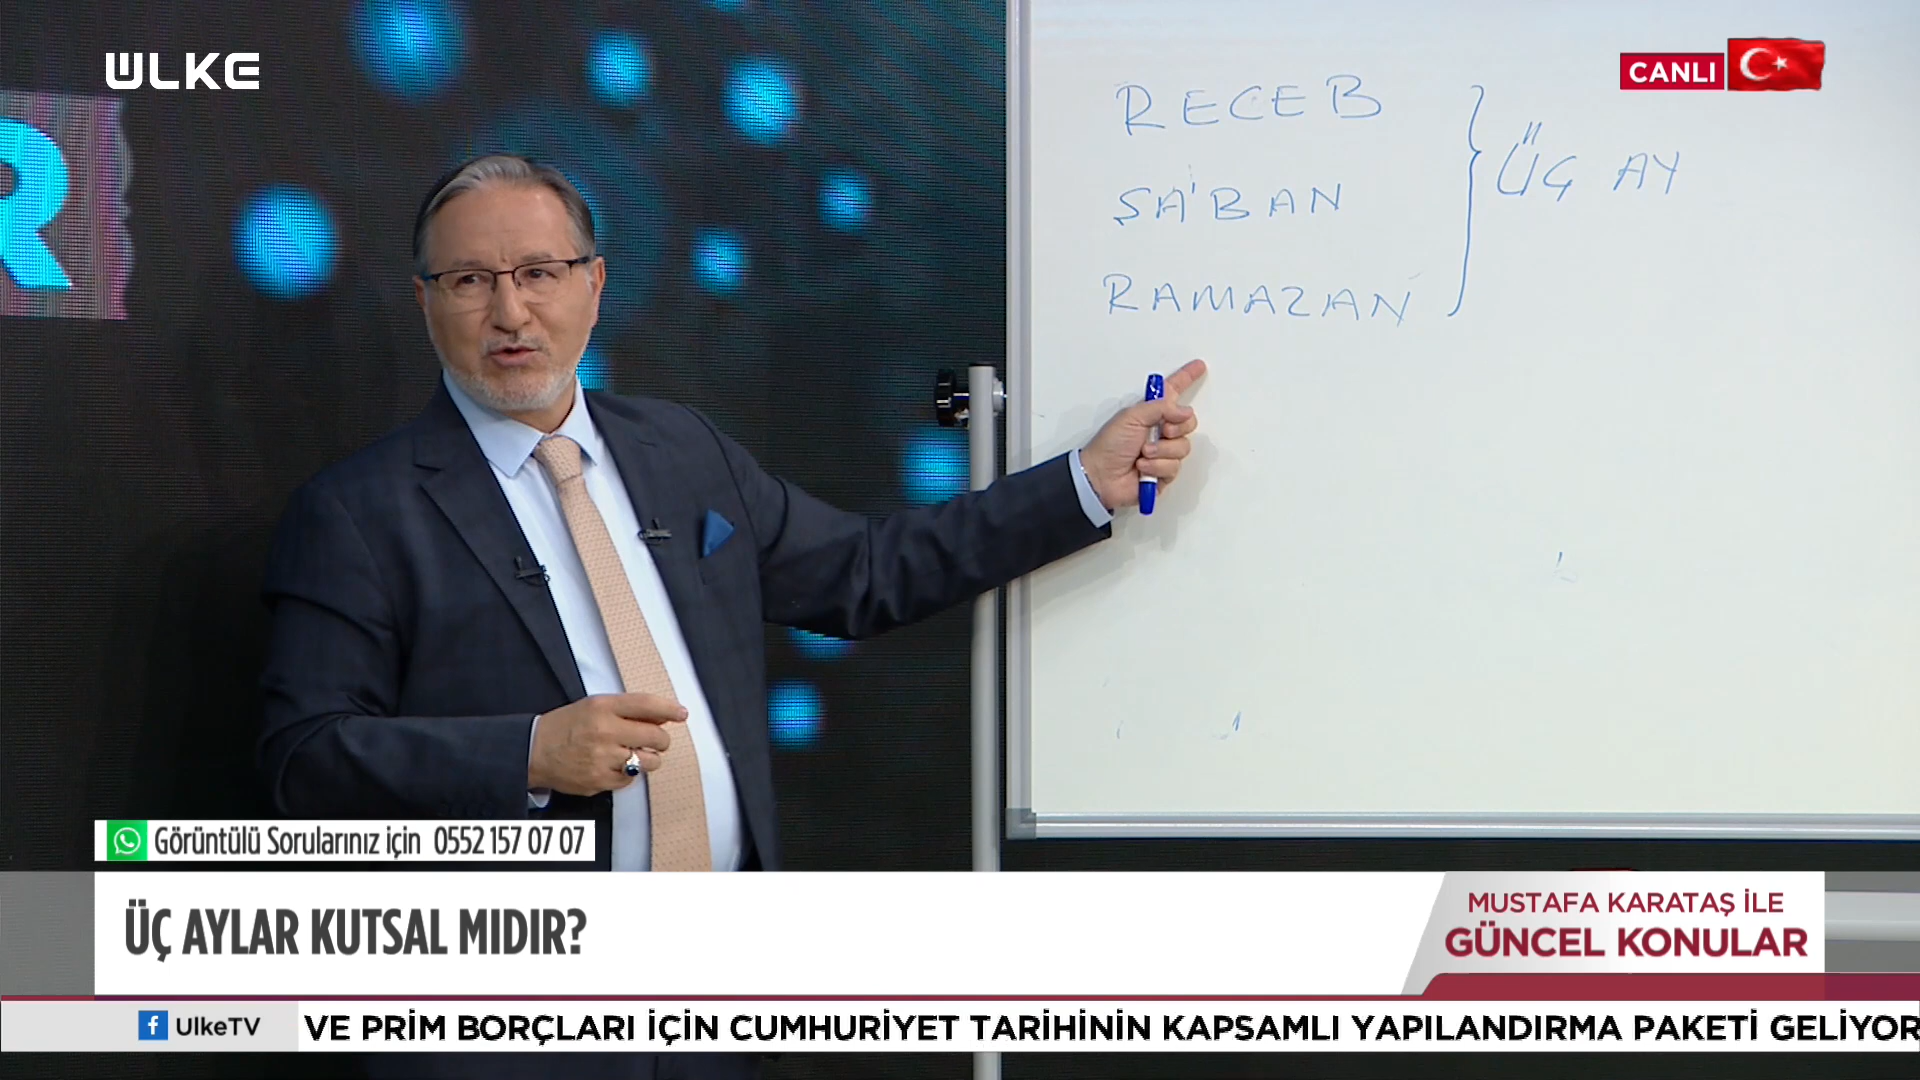 ULKE
CANLI
R
RECEB
ŞA'BAN
RAMAZAN
ÜÇ AY
Görüntülü Sorularınız için 0552 157 07 07
ÜÇ AYLAR KUTSAL MIDIR?
MUSTAFA KARATAŞ İLE
GÜNCEL KONULAR
UlkeTV
VE PRİM BORÇLARI İÇİN CUMHURİYET TARİHİNİN KAPSAMLI YAPILANDIRMA PAKETİ GELİYOR